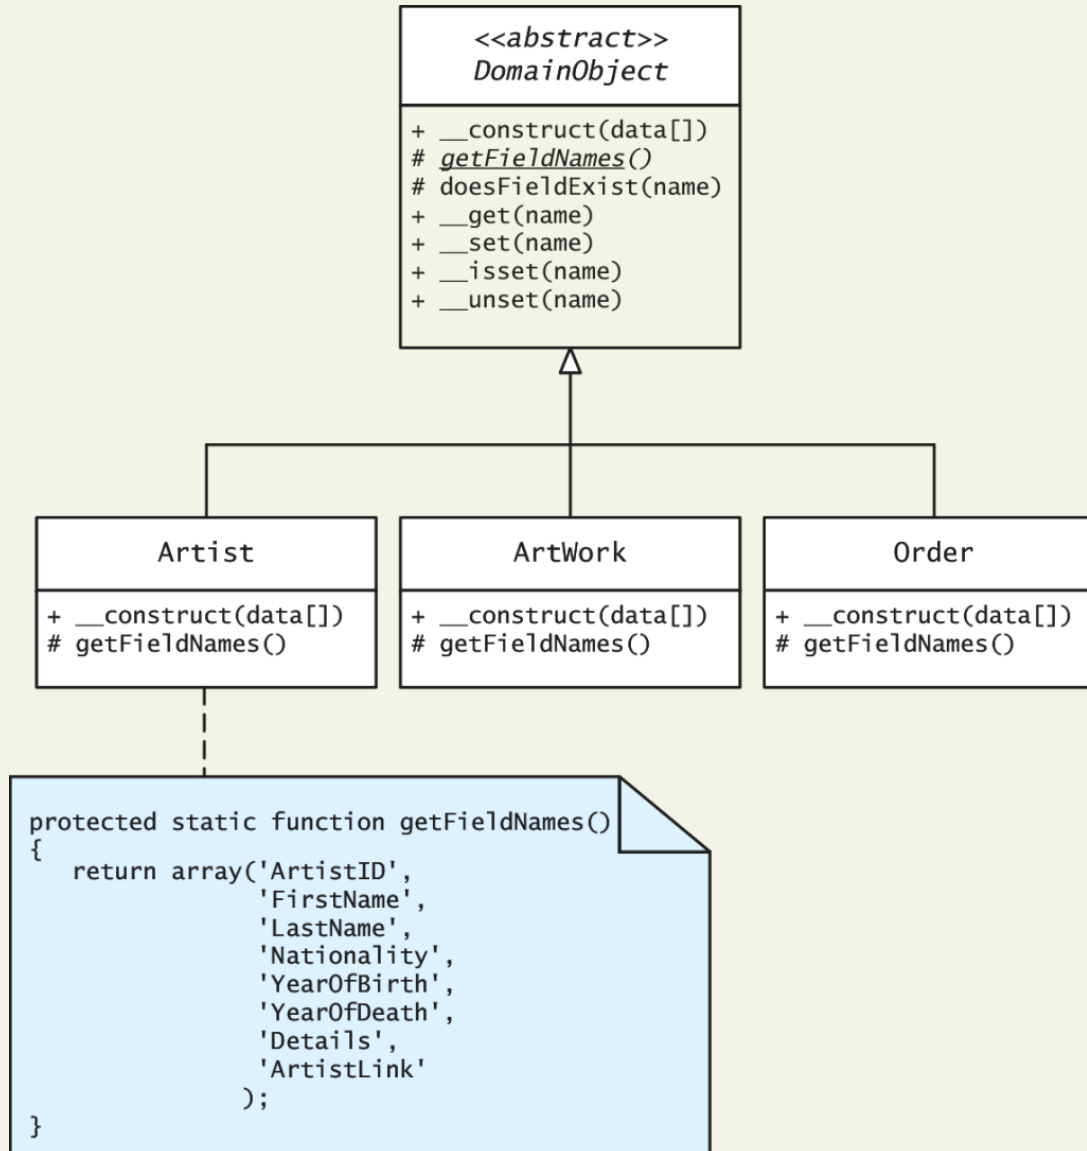 <<abstract>>
DomainObject
+ __construct(data[])
# getFieldNames()
# doesFieldExist(name)
+ __get(name)
+ __set(name)
+ __isset(name)
+ __unset(name)
Artist
+ __construct(data[])
# getFieldNames()
ArtWork
+ __construct(data[])
# getFieldNames()
Order
+ __construct(data[])
# getFieldNames()
protected static function getFieldNames()
{
return array('ArtistID',
'FirstName',
'LastName',
'Nationality',
'YearOfBirth',
'YearOfDeath',
'Details',
'ArtistLink'
);
}